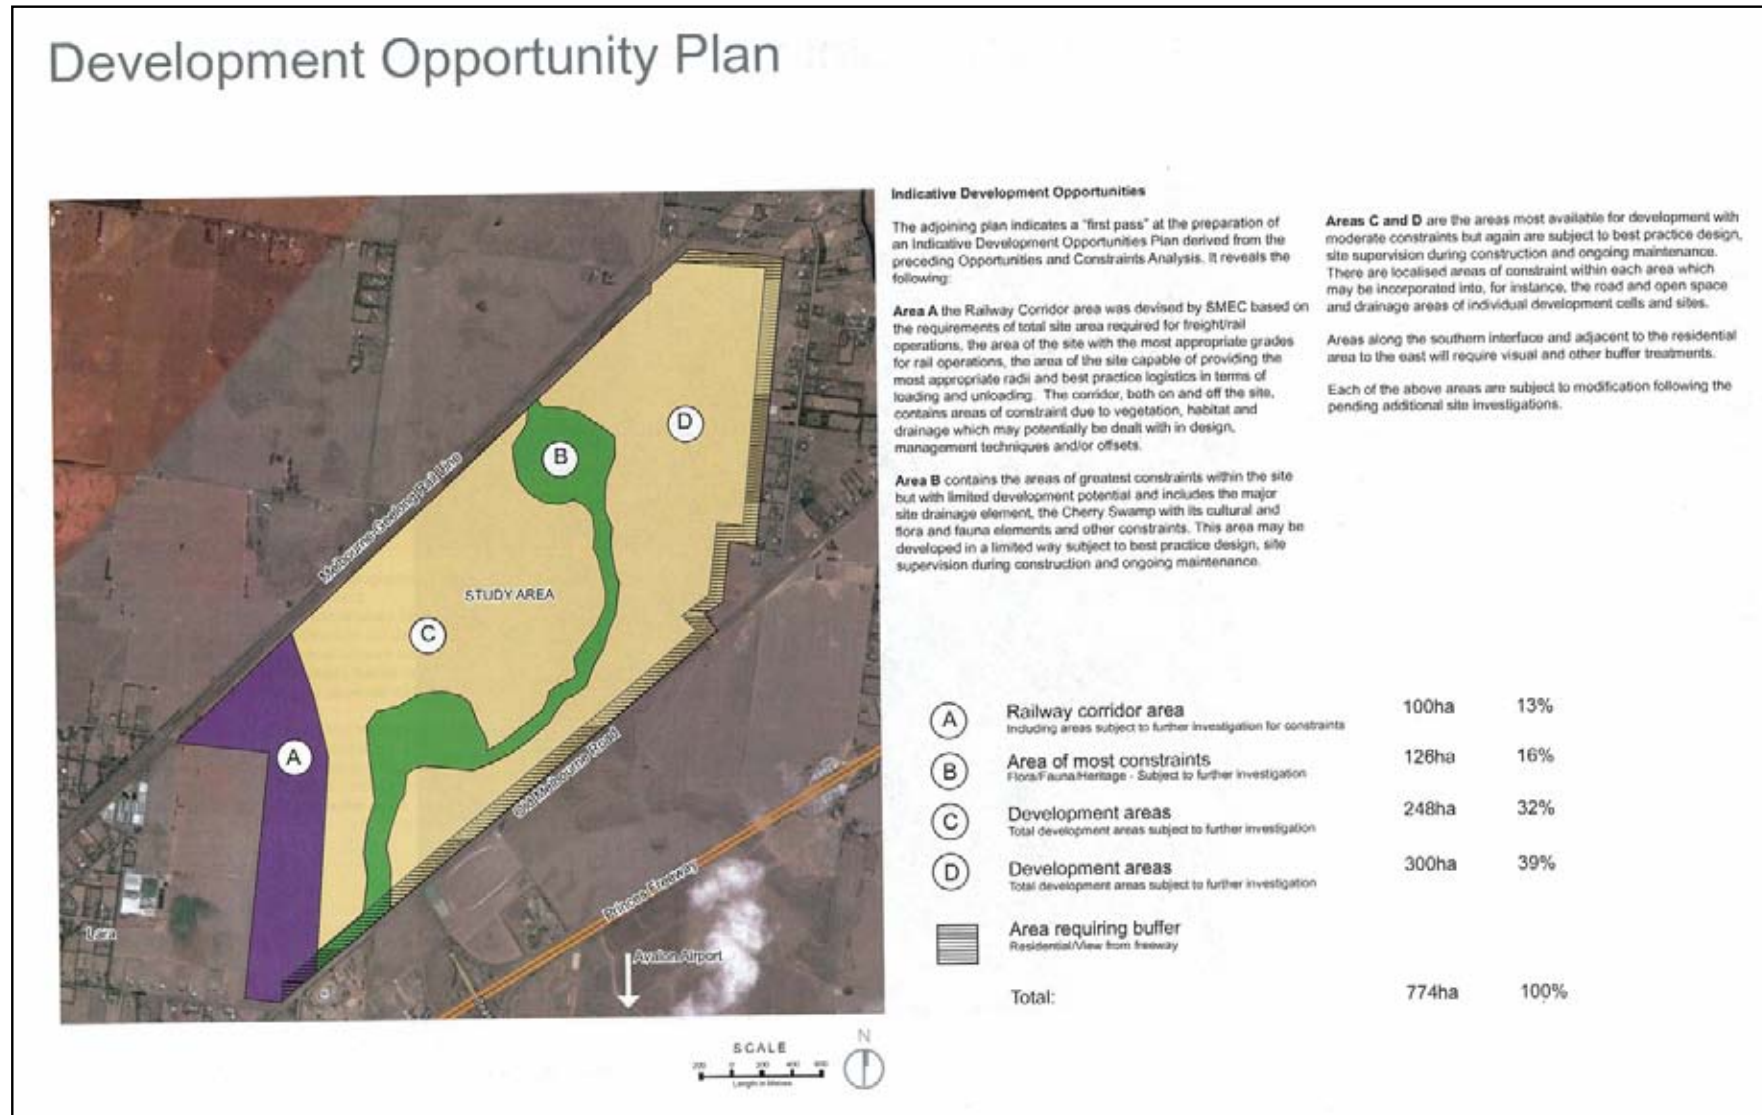 Development Opportunity Plan
Indicative Development Opportunities
The adjoining plan indicates a "first pass" at the preparation of
an Indicative Development Opportunities Plan derived from the
preceding Opportunities and Constraints Analysis. It reveals the
following:
Area A the Railway Corridor area was devised by SMEC based on
the requirements of total site area required for freight/rail
operations, the area of the site with the most appropriate grades
for rail operations, the area of the site capable of providing the
most appropriate radii and best practice logistics in terms of
loading and unloading. The corridor, both on and off the site,
contains areas of constraint due to vegetation, habitat and
drainage which may potentially be dealt with in design,
management techniques and/or offsets.
Area B contains the areas of greatest constraints within the site
but with limited development potential and includes the major
site drainage element, the Cherry Swamp with its cultural and
flora and fauna elements and other constraints. This area may be
developed in a limited way subject to best practice design, site
supervision during construction and ongoing maintenance.
Areas C and D are the areas most available for development with
moderate constraints but again are subject to best practice design,
site supervision during construction and ongoing maintenance.
There are localised areas of constraint within each area which
may be incorporated into, for instance, the road and open space
and drainage areas of individual development cells and sites.
Areas along the southern interface and adjacent to the residential
area to the east will require visual and other buffer treatments.
Each of the above areas are subject to modification following the
pending additional site investigations.
D
B
Melbourne-Geelong Rail Line
STUDY AREA
C
A
Old Melbourne Road
Princes Freeway
Lara
Avalon Airport
A Railway corridor area 100ha 13%
Including areas subject to further investigation for constraints
B Area of most constraints 126ha 16%
Flora/Fauna/Heritage - Subject to further investigation
C Development areas 248ha 32%
Total development areas subject to further investigation
D Development areas 300ha 39%
Total development areas subject to further investigation
Area requiring buffer
Residential/View from freeway
Total: 774ha 100%
SCALE
200 0 200 400 600
Length in Metres
N